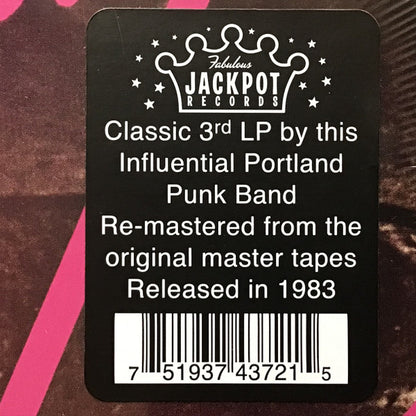 Fabulous
JACKPOT
RECORDS
Classic 3rd LP by this
Influential Portland
Punk Band
Re-mastered from the
original master tapes
Released in 1983
7 51937 43721 5